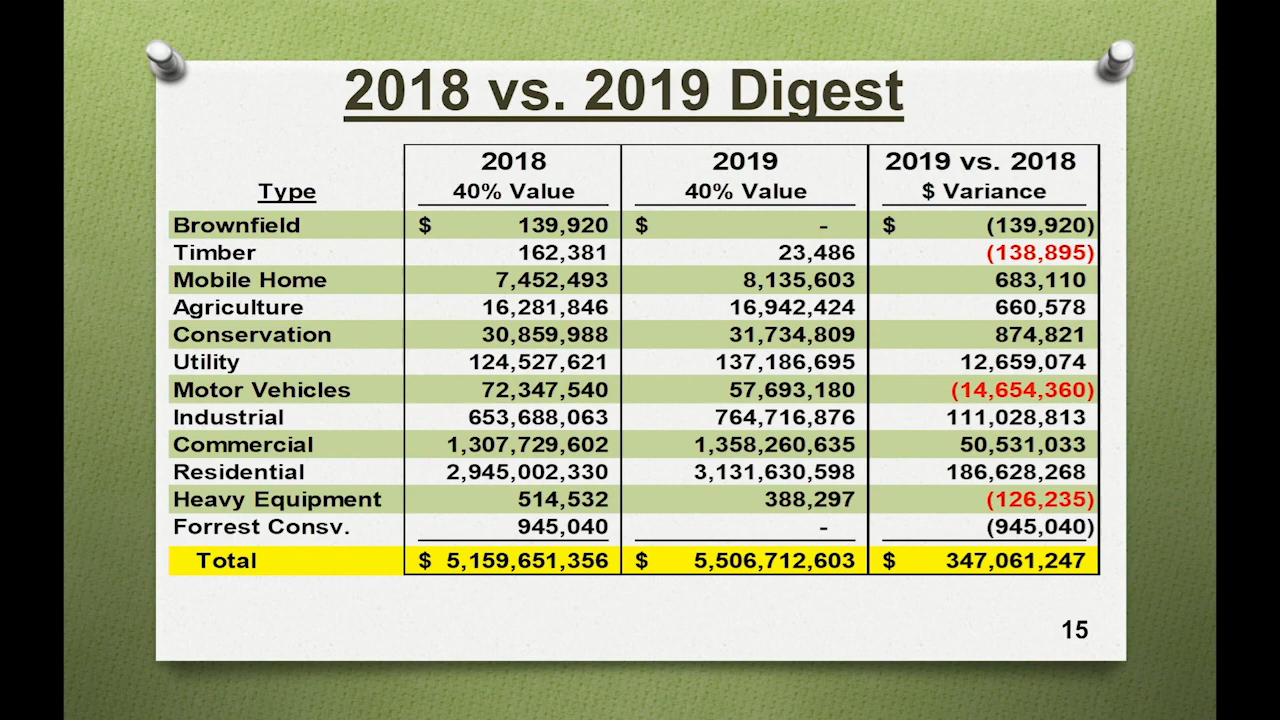 2018 vs. 2019 Digest
2018 2019 2019 vs. 2018
Type 40% Value 40% Value $ Variance
Brownfield $ 139,920 $ - $ (139,920)
Timber 162,381 23,486 (138,895)
Mobile Home 7,452,493 8,135,603 683,110
Agriculture 16,281,846 16,942,424 660,578
Conservation 30,859,988 31,734,809 874,821
Utility 124,527,621 137,186,695 12,659,074
Motor Vehicles 72,347,540 57,693,180 (14,654,360)
Industrial 653,688,063 764,716,876 111,028,813
Commercial 1,307,729,602 1,358,260,635 50,531,033
Residential 2,945,002,330 3,131,630,598 186,628,268
Heavy Equipment 514,532 388,297 (126,235)
Forrest Consv. 945,040 - (945,040)
Total $ 5,159,651,356 $ 5,506,712,603 $ 347,061,247
15